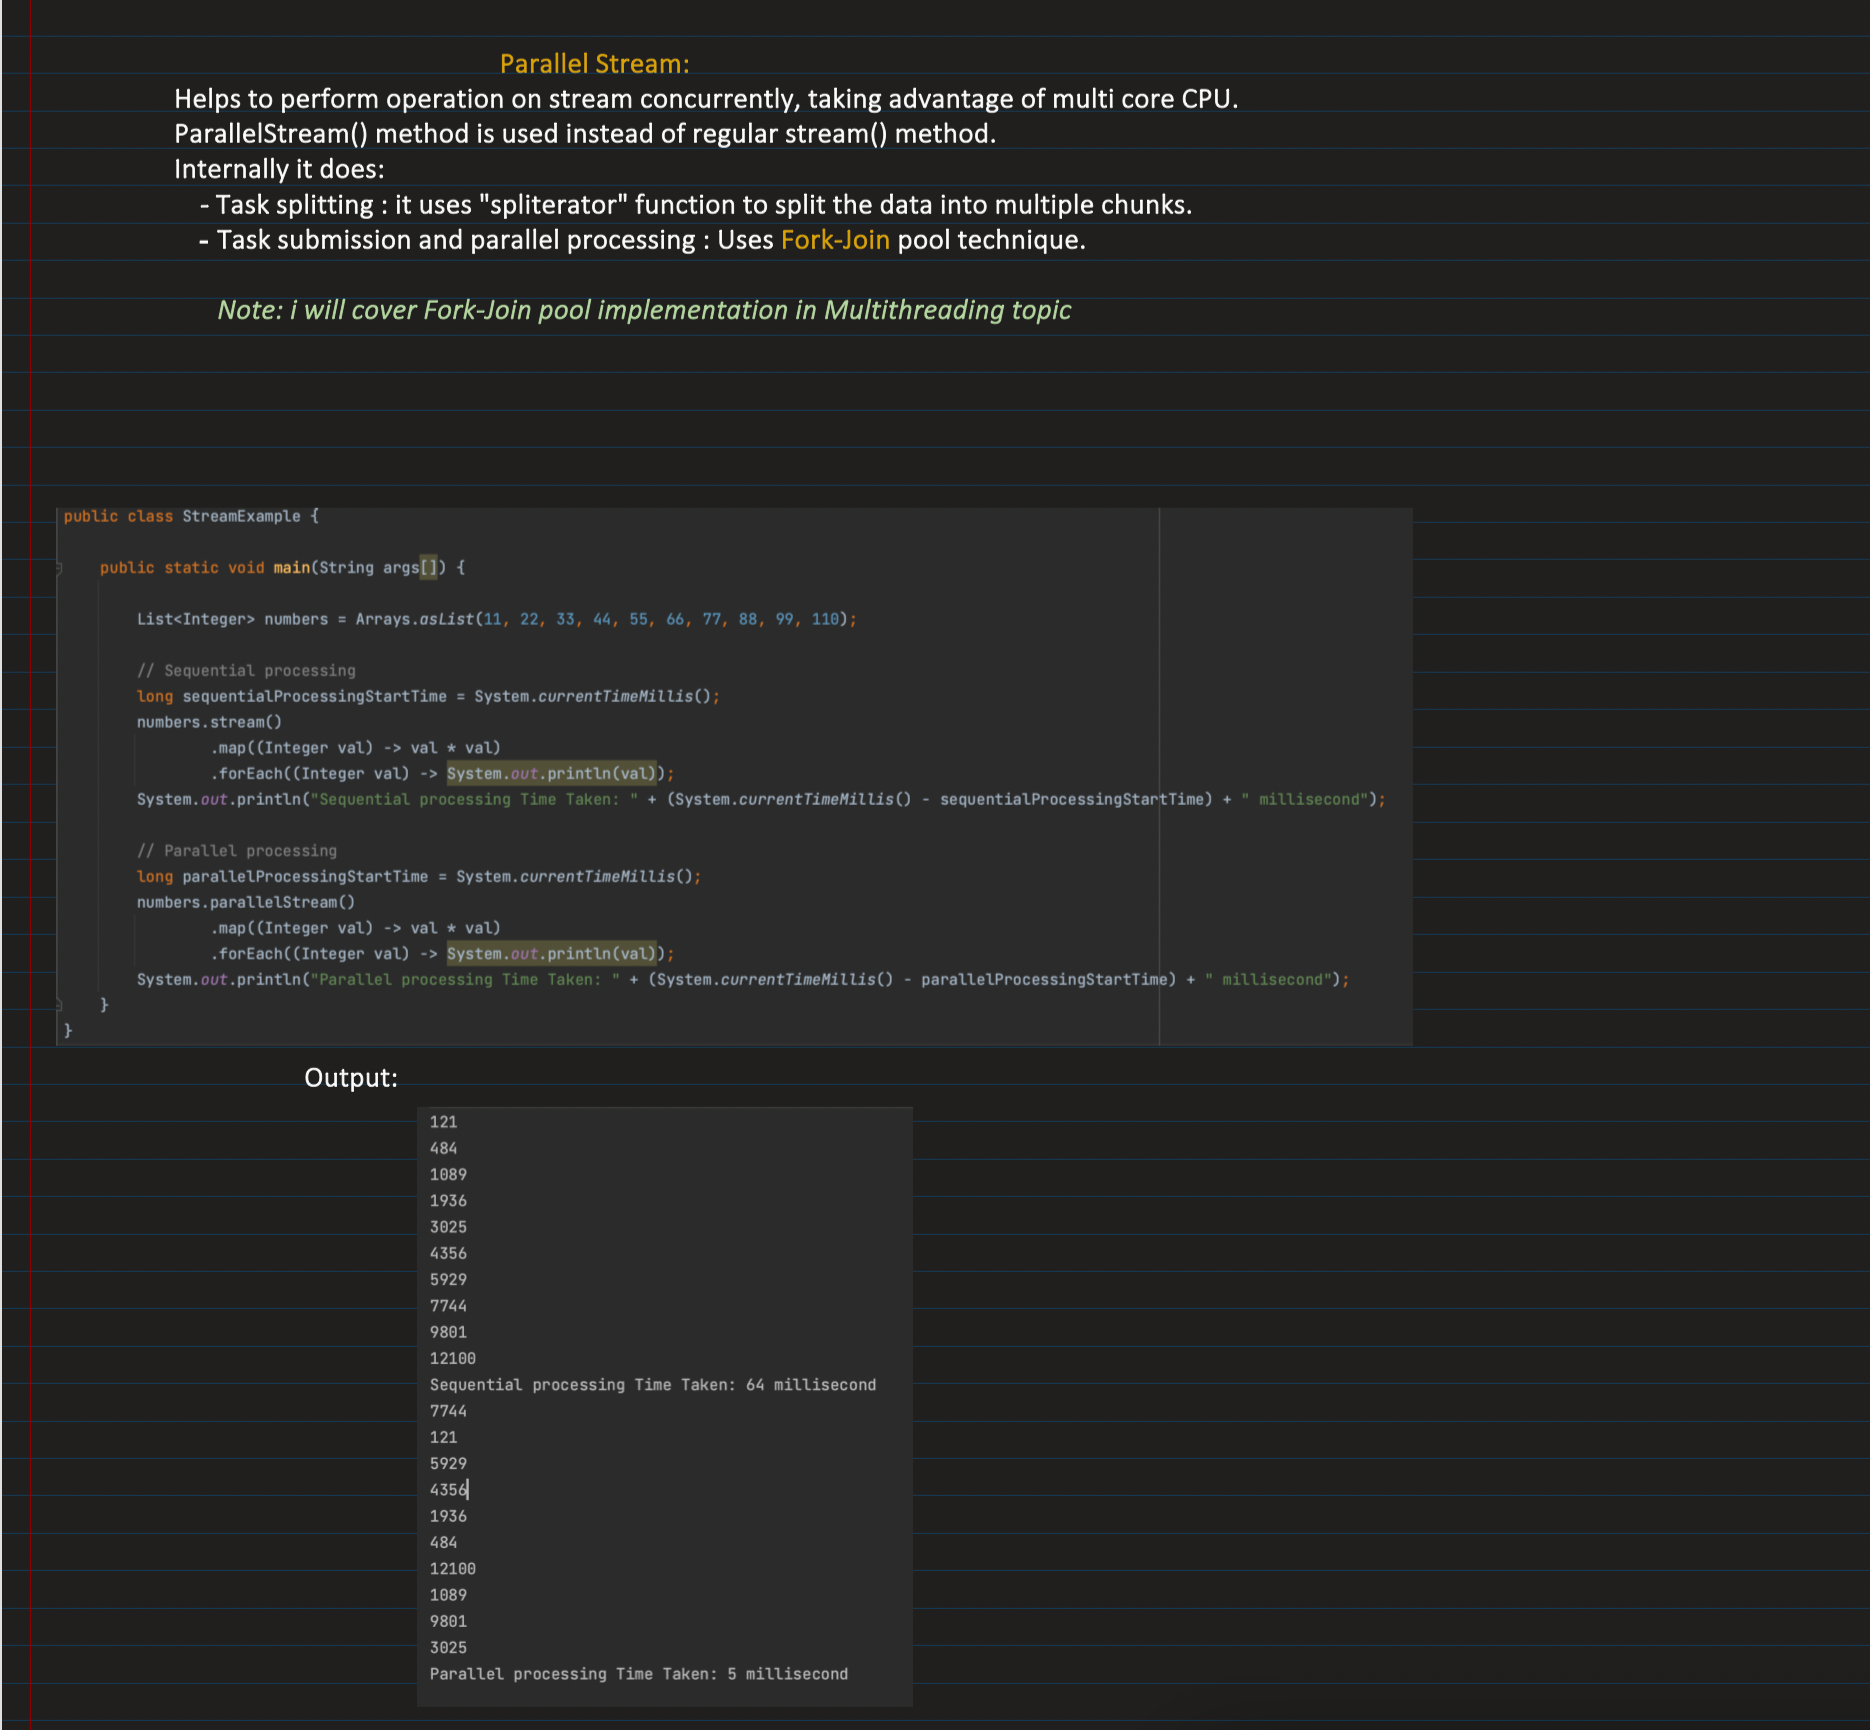 Parallel Stream:
Helps to perform operation on stream concurrently, taking advantage of multi core CPU.
ParallelStream() method is used instead of regular stream() method.
Internally it does:
- Task splitting : it uses "spliterator" function to split the data into multiple chunks.
- Task submission and parallel processing : Uses Fork-Join pool technique.
Note: i will cover Fork-Join pool implementation in Multithreading topic
public class StreamExample {
public static void main(String args[]) {
List<Integer> numbers = Arrays.asList(11, 22, 33, 44, 55, 66, 77, 88, 99, 110);
// Sequential processing
long sequentialProcessingStartTime = System.currentTimeMillis();
numbers.stream()
.map((Integer val) -> val * val)
.forEach((Integer val) -> System.out.println(val));
System.out.println("Sequential processing Time Taken: " + (System.currentTimeMillis() - sequentialProcessingStartTime) + " millisecond");
// Parallel processing
long parallelProcessingStartTime = System.currentTimeMillis();
numbers.parallelStream()
.map((Integer val) -> val * val)
.forEach((Integer val) -> System.out.println(val));
System.out.println("Parallel processing Time Taken: " + (System.currentTimeMillis() - parallelProcessingStartTime) + " millisecond");
}
}
Output:
121
484
1089
1936
3025
4356
5929
7744
9801
12100
Sequential processing Time Taken: 64 millisecond
7744
121
5929
4356
1936
484
12100
1089
9801
3025
Parallel processing Time Taken: 5 millisecond